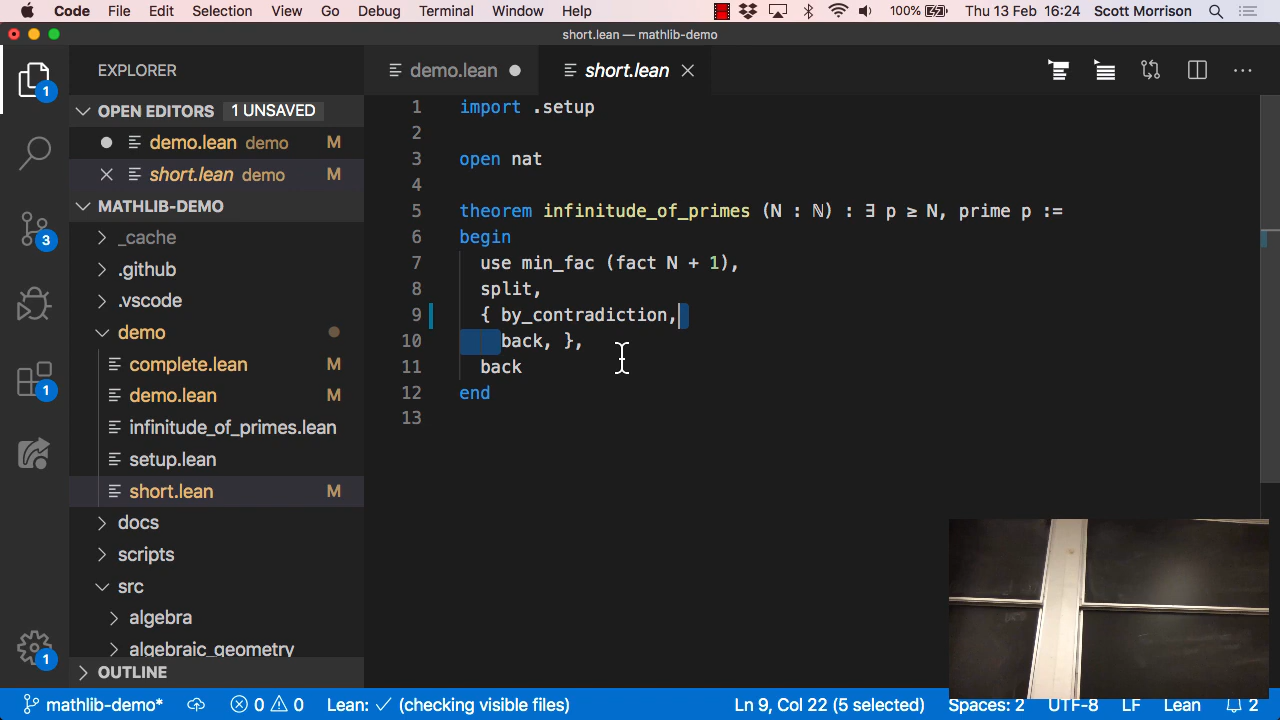 Code File Edit Selection View Go Debug Terminal Window Help 100% Thu 13 Feb 16:24 Scott Morrison
short.lean — mathlib-demo
EXPLORER
demo.lean
short.lean
OPEN EDITORS 1 UNSAVED
demo.lean demo M
short.lean demo M
MATHLIB-DEMO
_cache
.github
.vscode
demo
complete.lean M
demo.lean M
infinitude_of_primes.lean
setup.lean
short.lean M
docs
scripts
src
algebra
algebraic_geometry
OUTLINE
1
3
1
1
1 import .setup
2
3 open nat
4
5 theorem infinitude_of_primes (N : ℕ) : ∃ p ≥ N, prime p :=
6 begin
7 use min_fac (fact N + 1),
8 split,
9 { by_contradiction,
10 back, },
11 back
12 end
13
mathlib-demo* 0 0 Lean: ✓ (checking visible files) Ln 9, Col 22 (5 selected) Spaces: 2 UTF-8 LF Lean 2